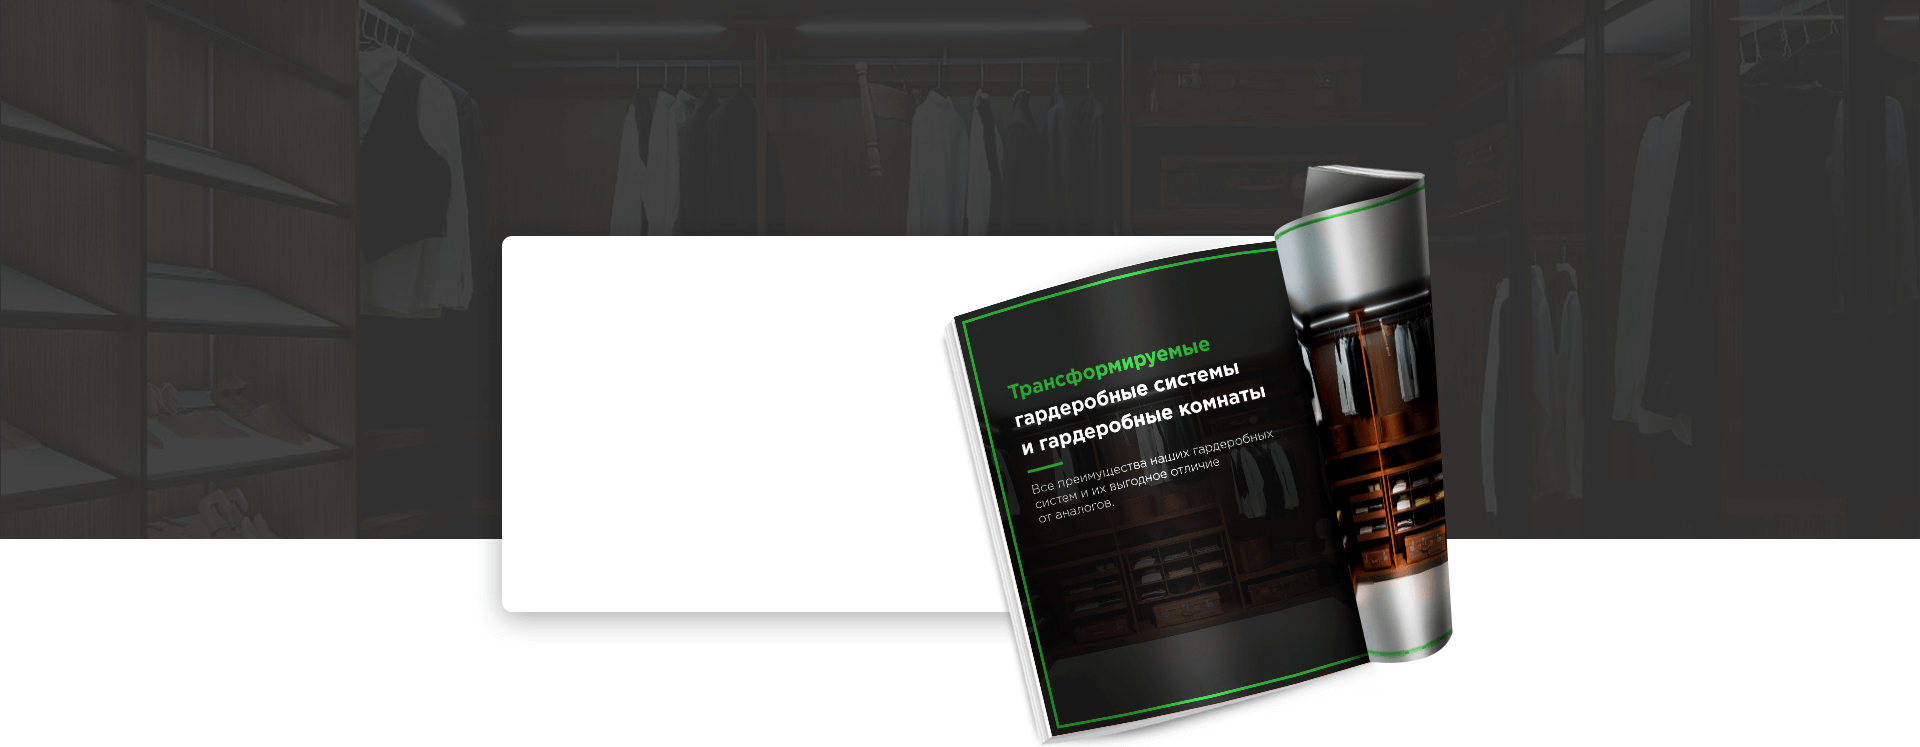 Трансформируемые
гардеробные системы
и гардеробные комнаты
Все преимущества наших гардеробных
систем и их выгодное отличие
от аналогов.